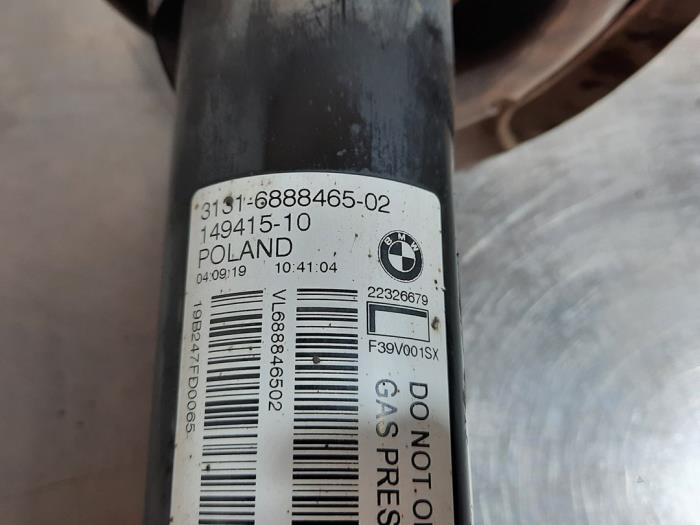 3131-6888465-02
149415-10
POLAND
04:09:19 10:41:04
BMW
22326679
F39V001SX
19B247FD0065
VL688846502
DO NOT
GAS